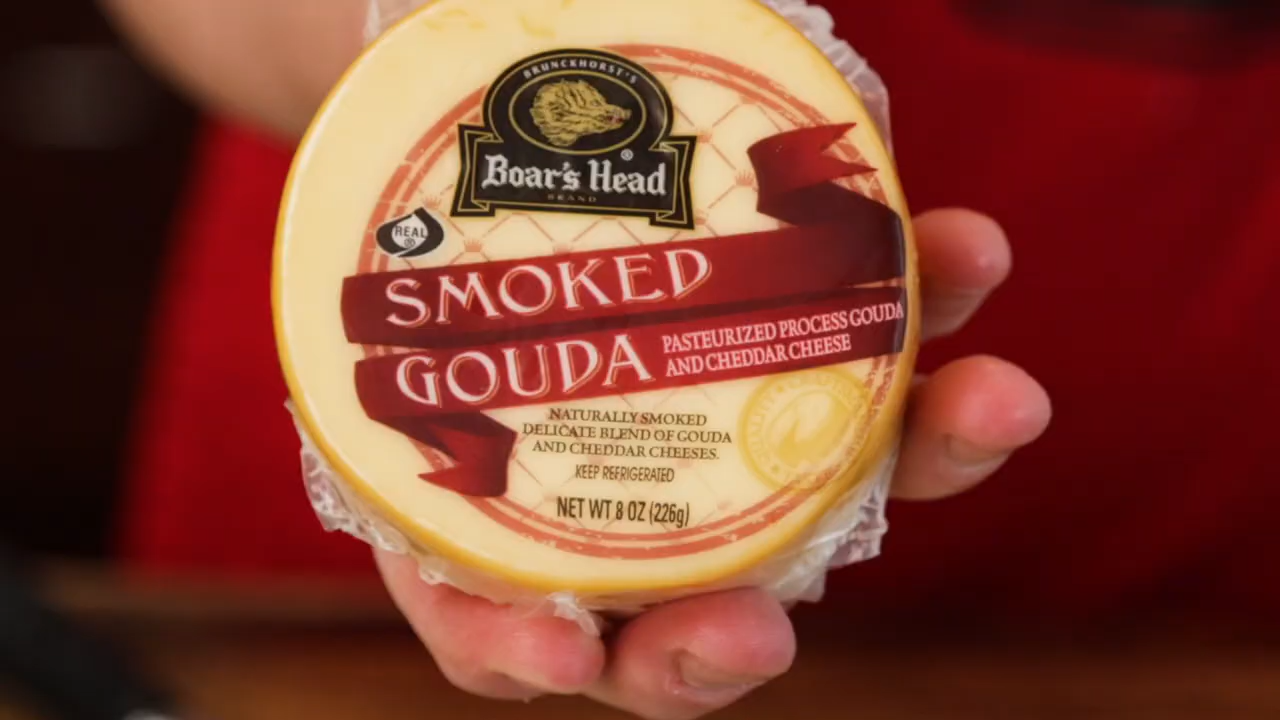 BRUNCKHORST'S
Boar's Head®
BRAND
REAL®
SMOKED
GOUDA
PASTEURIZED PROCESS GOUDA
AND CHEDDAR CHEESE
NATURALLY SMOKED
DELICATE BLEND OF GOUDA
AND CHEDDAR CHEESES.
KEEP REFRIGERATED
NET WT 8 OZ (226g)